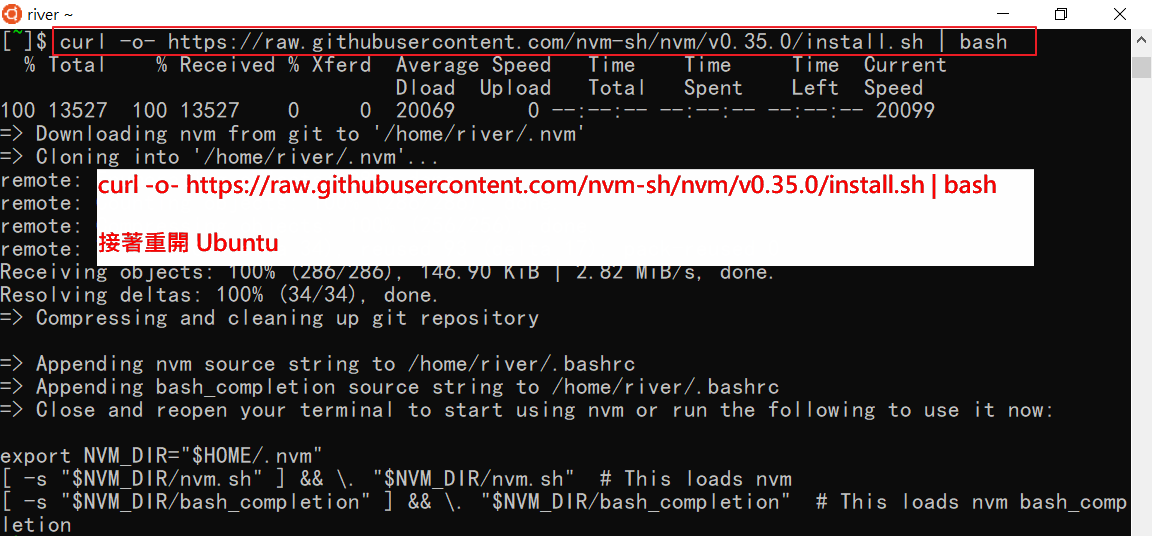 river ~
[~]$ curl -o- https://raw.githubusercontent.com/nvm-sh/nvm/v0.35.0/install.sh | bash
% Total % Received % Xferd Average Speed Time Time Time Current
Dload Upload Total Spent Left Speed
100 13527 100 13527 0 0 20069 0 --:--:-- --:--:-- --:--:-- 20099
=> Downloading nvm from git to '/home/river/.nvm'
=> Cloning into '/home/river/.nvm'...
remote:
curl -o- https://raw.githubusercontent.com/nvm-sh/nvm/v0.35.0/install.sh | bash
remote:
remote:
接著重開 Ubuntu
remote:
Receiving objects: 100% (286/286), 146.90 KiB | 2.82 MiB/s, done.
Resolving deltas: 100% (34/34), done.
=> Compressing and cleaning up git repository
=> Appending nvm source string to /home/river/.bashrc
=> Appending bash_completion source string to /home/river/.bashrc
=> Close and reopen your terminal to start using nvm or run the following to use it now:
export NVM_DIR="$HOME/.nvm"
[ -s "$NVM_DIR/nvm.sh" ] && \. "$NVM_DIR/nvm.sh" # This loads nvm
[ -s "$NVM_DIR/bash_completion" ] && \. "$NVM_DIR/bash_completion" # This loads nvm bash_comp
letion